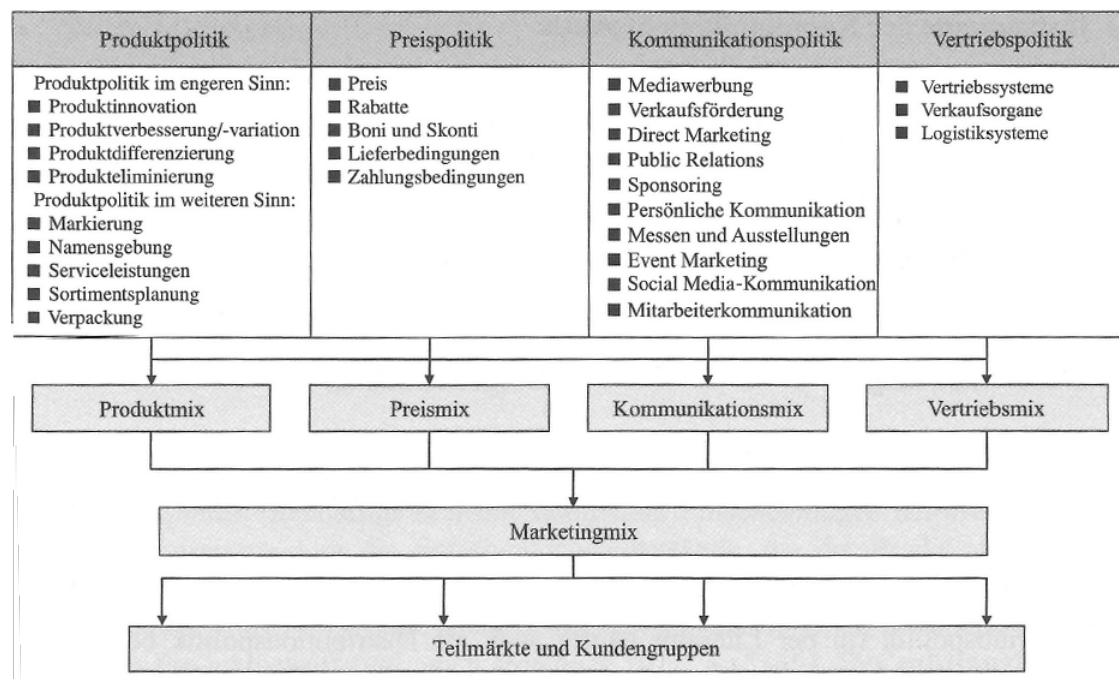 Produktpolitik
Preispolitik
Kommunikationspolitik
Vertriebspolitik
Produktpolitik im engeren Sinn:
■ Produktinnovation
■ Produktverbesserung/-variation
■ Produktdifferenzierung
■ Produkteliminierung
Produktpolitik im weiteren Sinn:
■ Markierung
■ Namensgebung
■ Serviceleistungen
■ Sortimentsplanung
■ Verpackung
■ Preis
■ Rabatte
■ Boni und Skonti
■ Lieferbedingungen
■ Zahlungsbedingungen
■ Mediawerbung
■ Verkaufsförderung
■ Direct Marketing
■ Public Relations
■ Sponsoring
■ Persönliche Kommunikation
■ Messen und Ausstellungen
■ Event Marketing
■ Social Media-Kommunikation
■ Mitarbeiterkommunikation
■ Vertriebssysteme
■ Verkaufsorgane
■ Logistiksysteme
Produktmix
Preismix
Kommunikationsmix
Vertriebsmix
Marketingmix
Teilmärkte und Kundengruppen